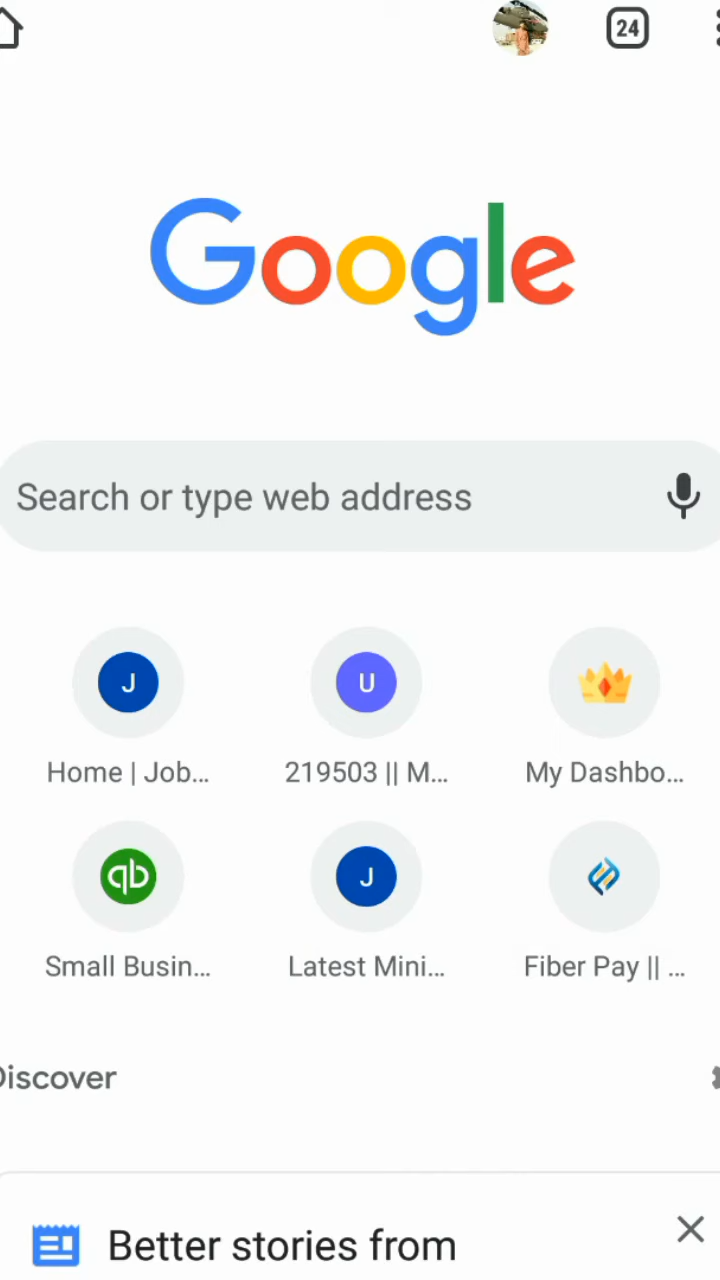 24
Google
Search or type web address
J
U
Home | Job...
219503 || M...
My Dashbo...
qb
J
Small Busin...
Latest Mini...
Fiber Pay || ...
Discover
Better stories from